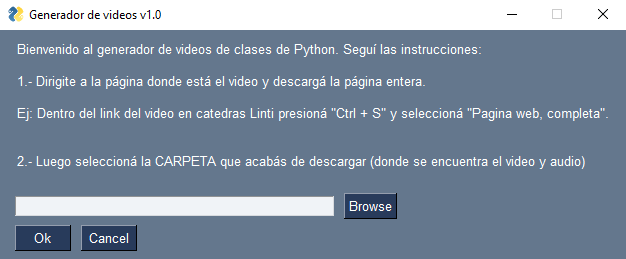 Generador de videos v1.0
Bienvenido al generador de videos de clases de Python. Seguí las instrucciones:
1.- Dirigite a la página donde está el video y descargá la página entera.
Ej: Dentro del link del video en catedras Linti presioná "Ctrl + S" y seleccioná "Pagina web, completa".
2.- Luego seleccioná la CARPETA que acabás de descargar (donde se encuentra el video y audio)
Browse
Ok Cancel